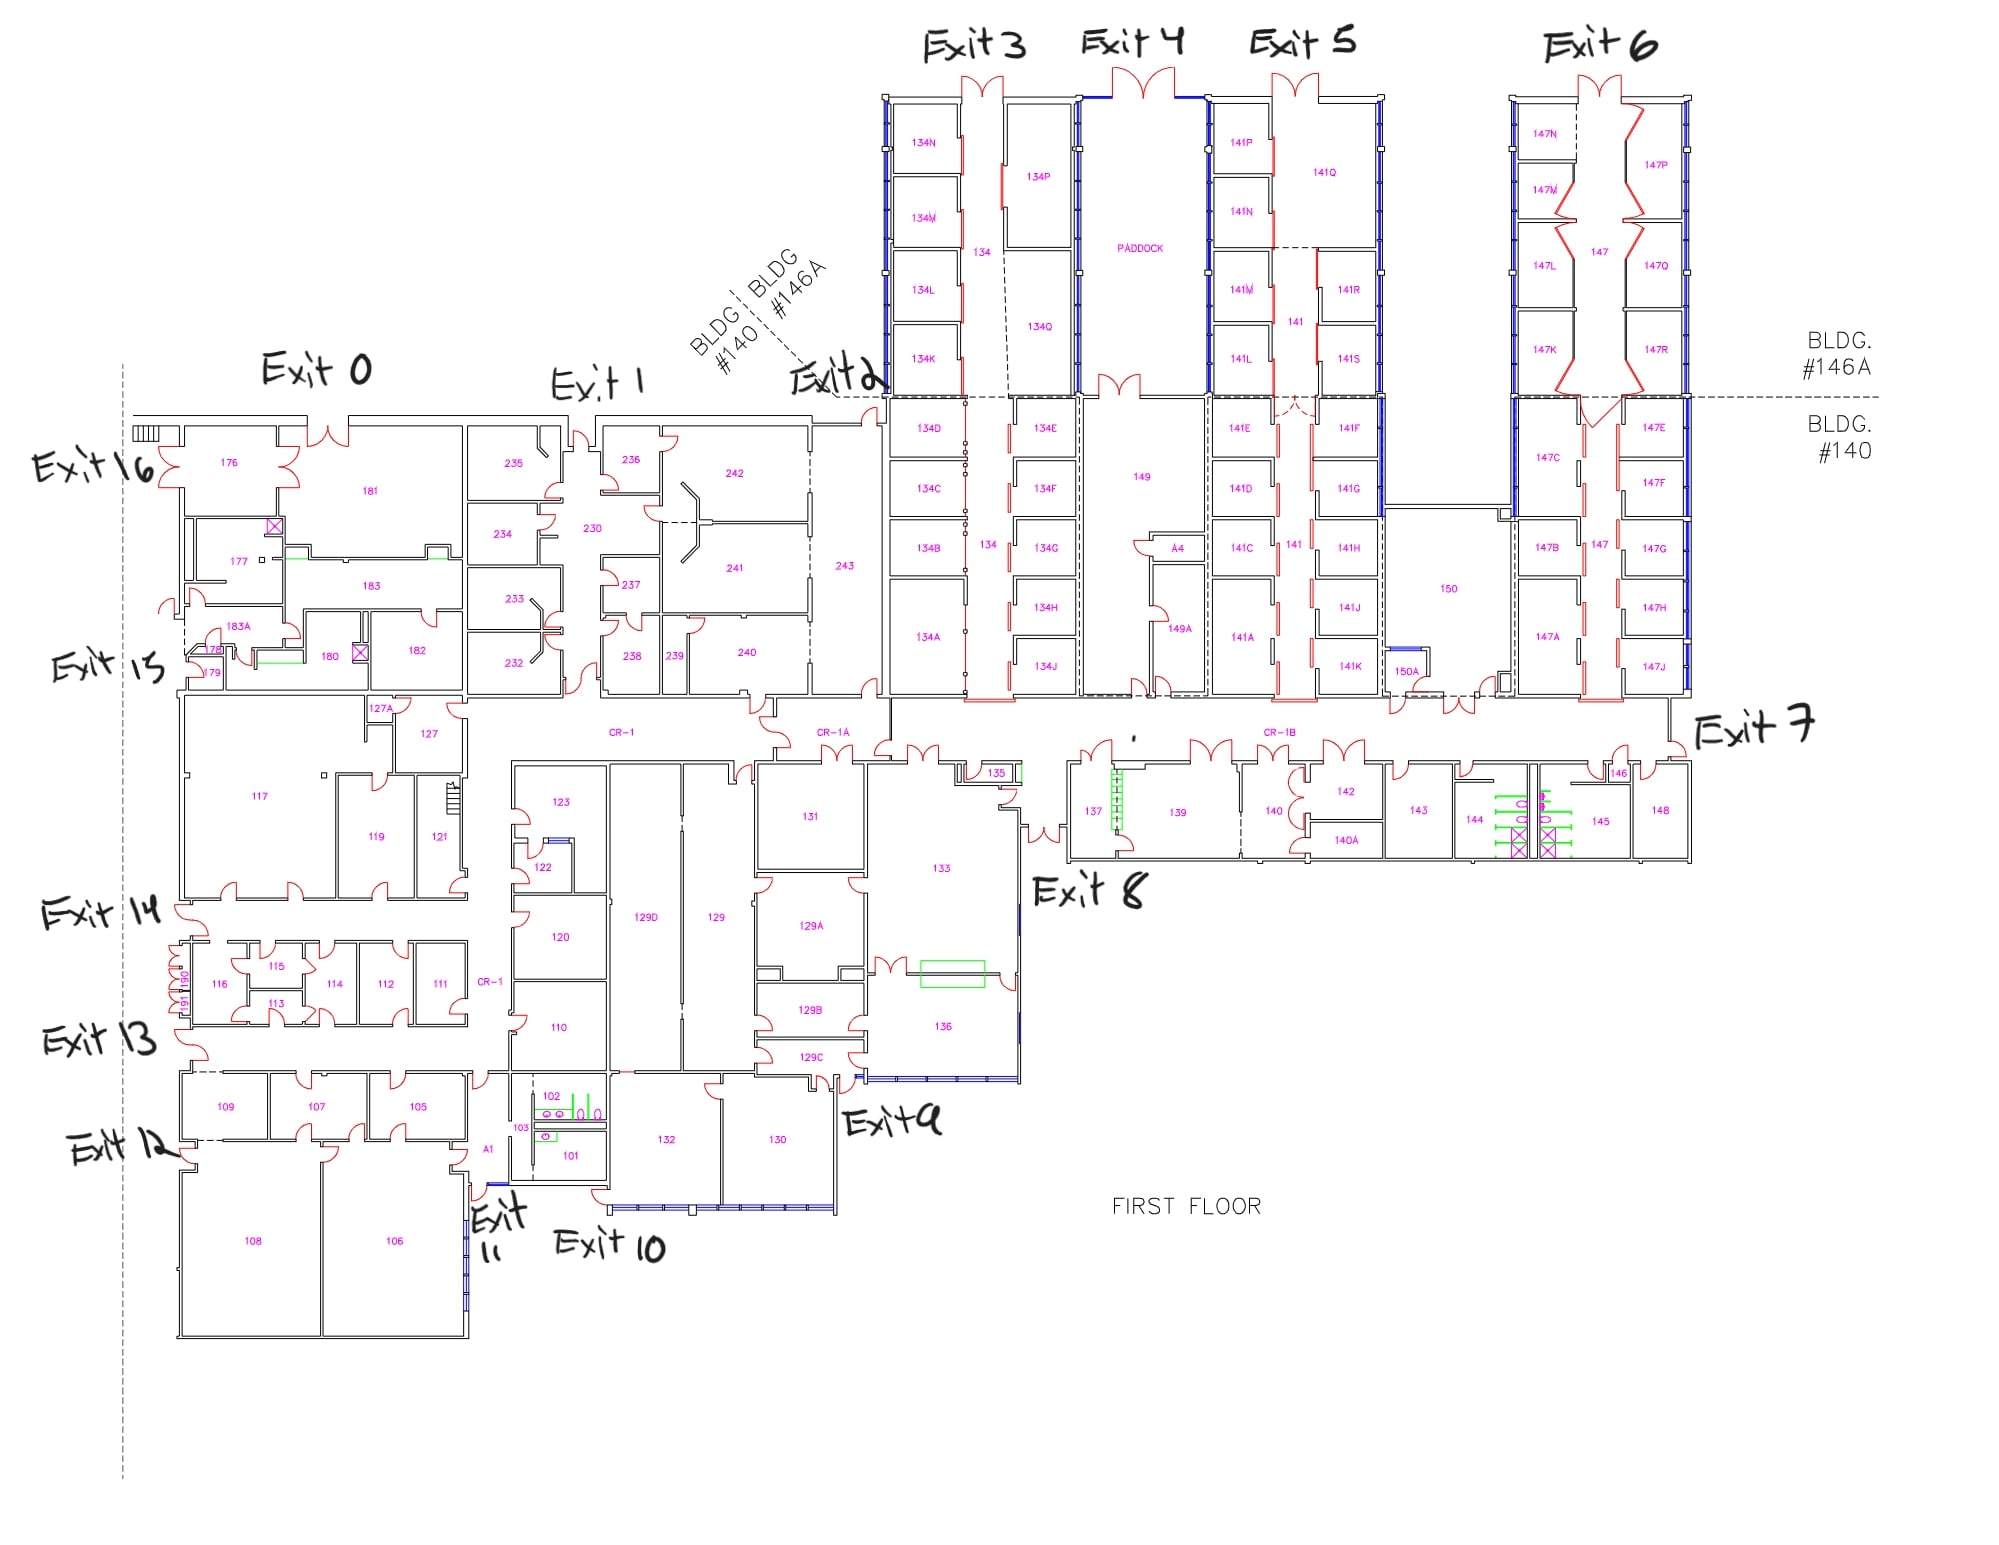 Exit 3
Exit 4
Exit 5
Exit 6
134N
134P
141P
141Q
147N
147P
134M
141N
147M
134
PADDOCK
147
BLDG
#146A
BLDG
#140
134L
134Q
141M
141R
141
147L
147Q
134K
141L
141S
147K
147R
BLDG.
#146A
Exit 0
Exit 1
Exit 2
BLDG.
#140
134D
134E
141E
141F
147E
Exit 16
176
181
235
236
242
134C
134F
149
141D
141G
147C
147F
177
234
230
241
243
134B
134
134G
A4
141C
141
141H
147B
147
147G
183
233
237
150
183A
134A
134H
149A
141A
141J
147A
147H
Exit 15
178
179
180
182
232
238
239
240
134J
150A
141K
147J
127A
127
CR-1
CR-1A
CR-1B
Exit 7
117
119
121
123
122
131
135
137
139
140
142
140A
143
144
145
146
148
133
Exit 8
Exit 14
120
129D
129
129A
116
190
191
115
113
114
112
111
CR-1
110
129B
136
Exit 13
129C
109
107
105
102
103
101
A1
132
130
Exit 9
Exit 12
108
106
Exit
11
Exit 10
FIRST FLOOR